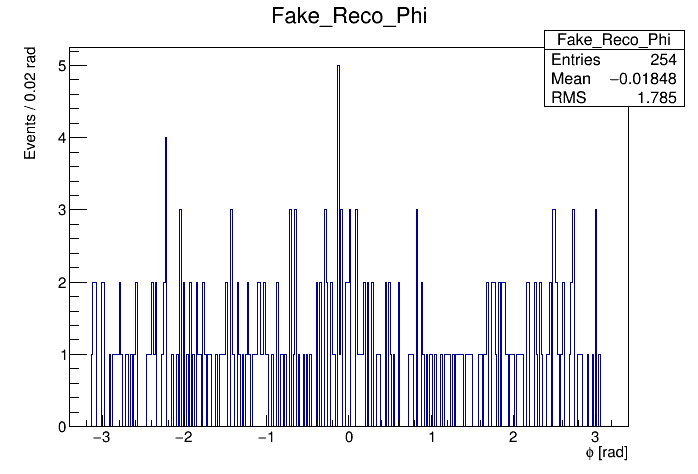 Fake_Reco_Phi
Fake_Reco_Phi
Entries 254
Mean −0.01848
RMS 1.785
Events / 0.02 rad
5
4
3
2
1
0
−3 −2 −1 0 1 2 3
ϕ [rad]